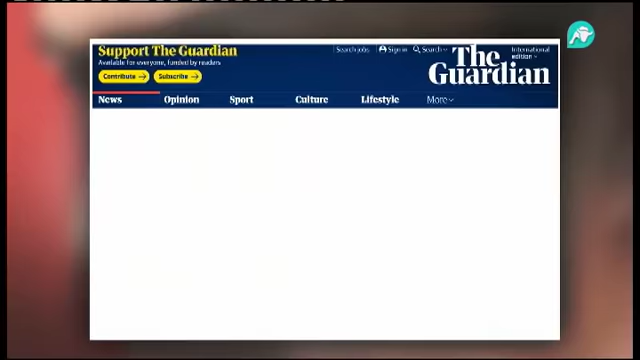 Support The Guardian
Available for everyone, funded by readers
Contribute → Subscribe →
Search jobs Sign in Search
The Guardian
International edition
News Opinion Sport Culture Lifestyle More